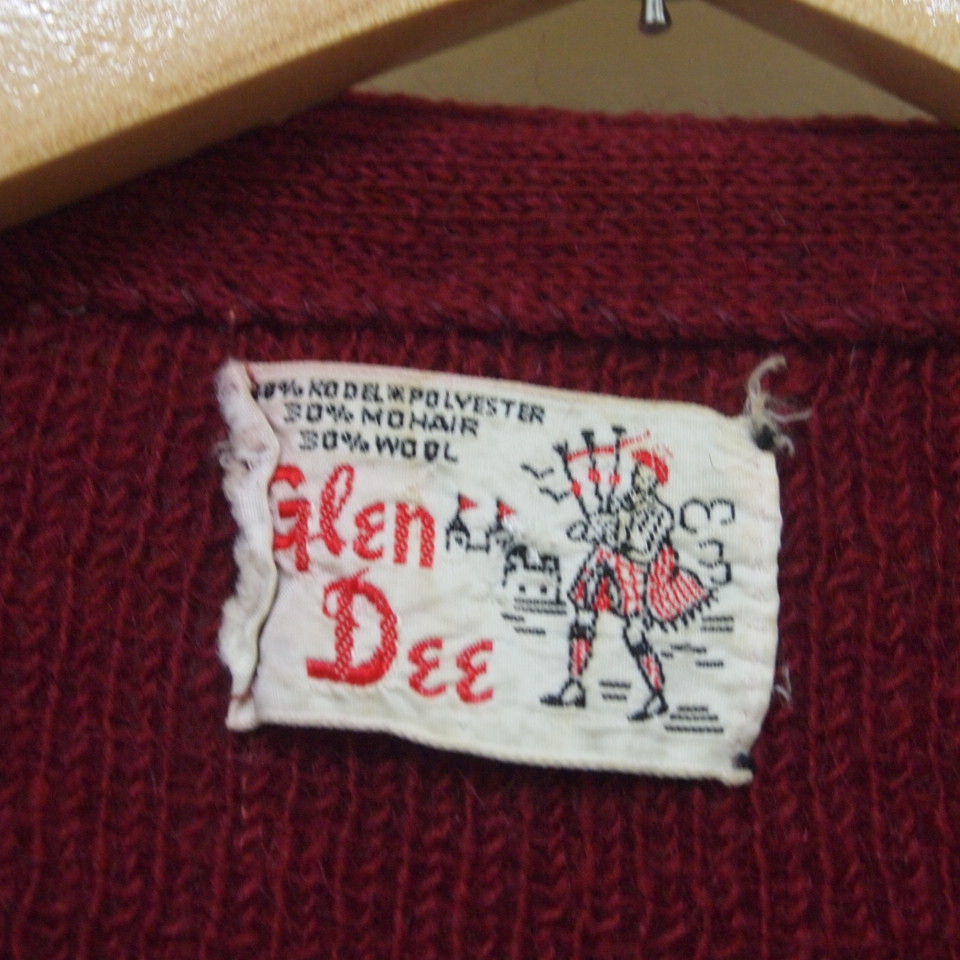 40% KODEL*POLYESTER
30% MOHAIR
30% WOOL
Glen
DEE